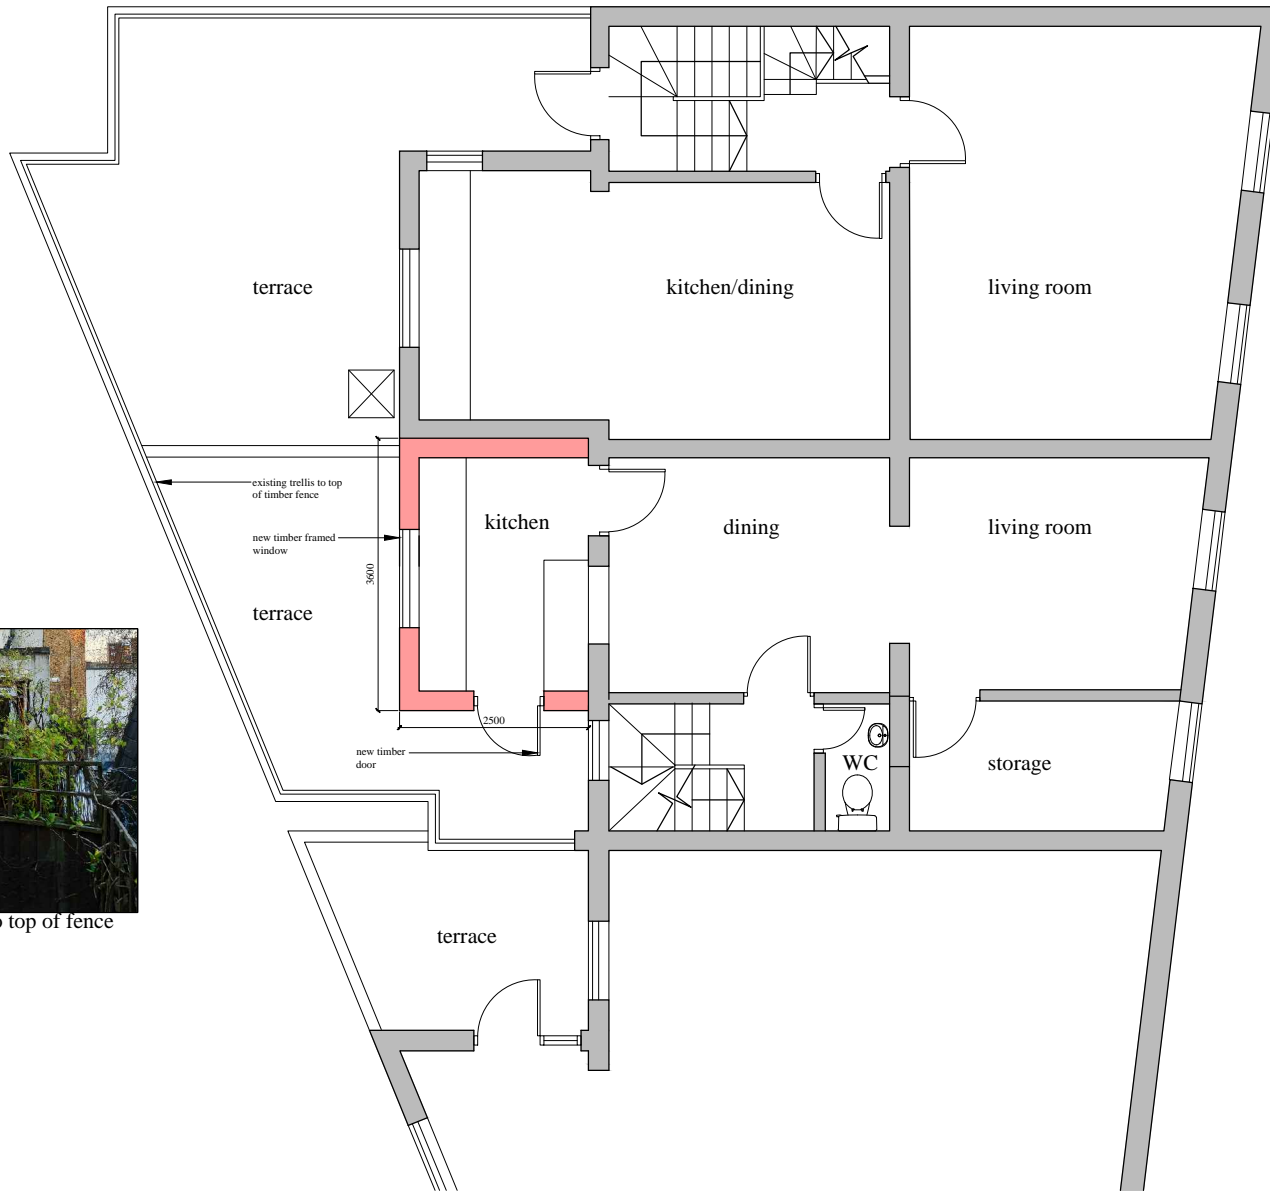 terrace
kitchen/dining
living room
existing trellis to top
of timber fence
new timber framed
window
3600
kitchen
dining
living room
terrace
2500
new timber
door
WC
storage
top of fence
terrace